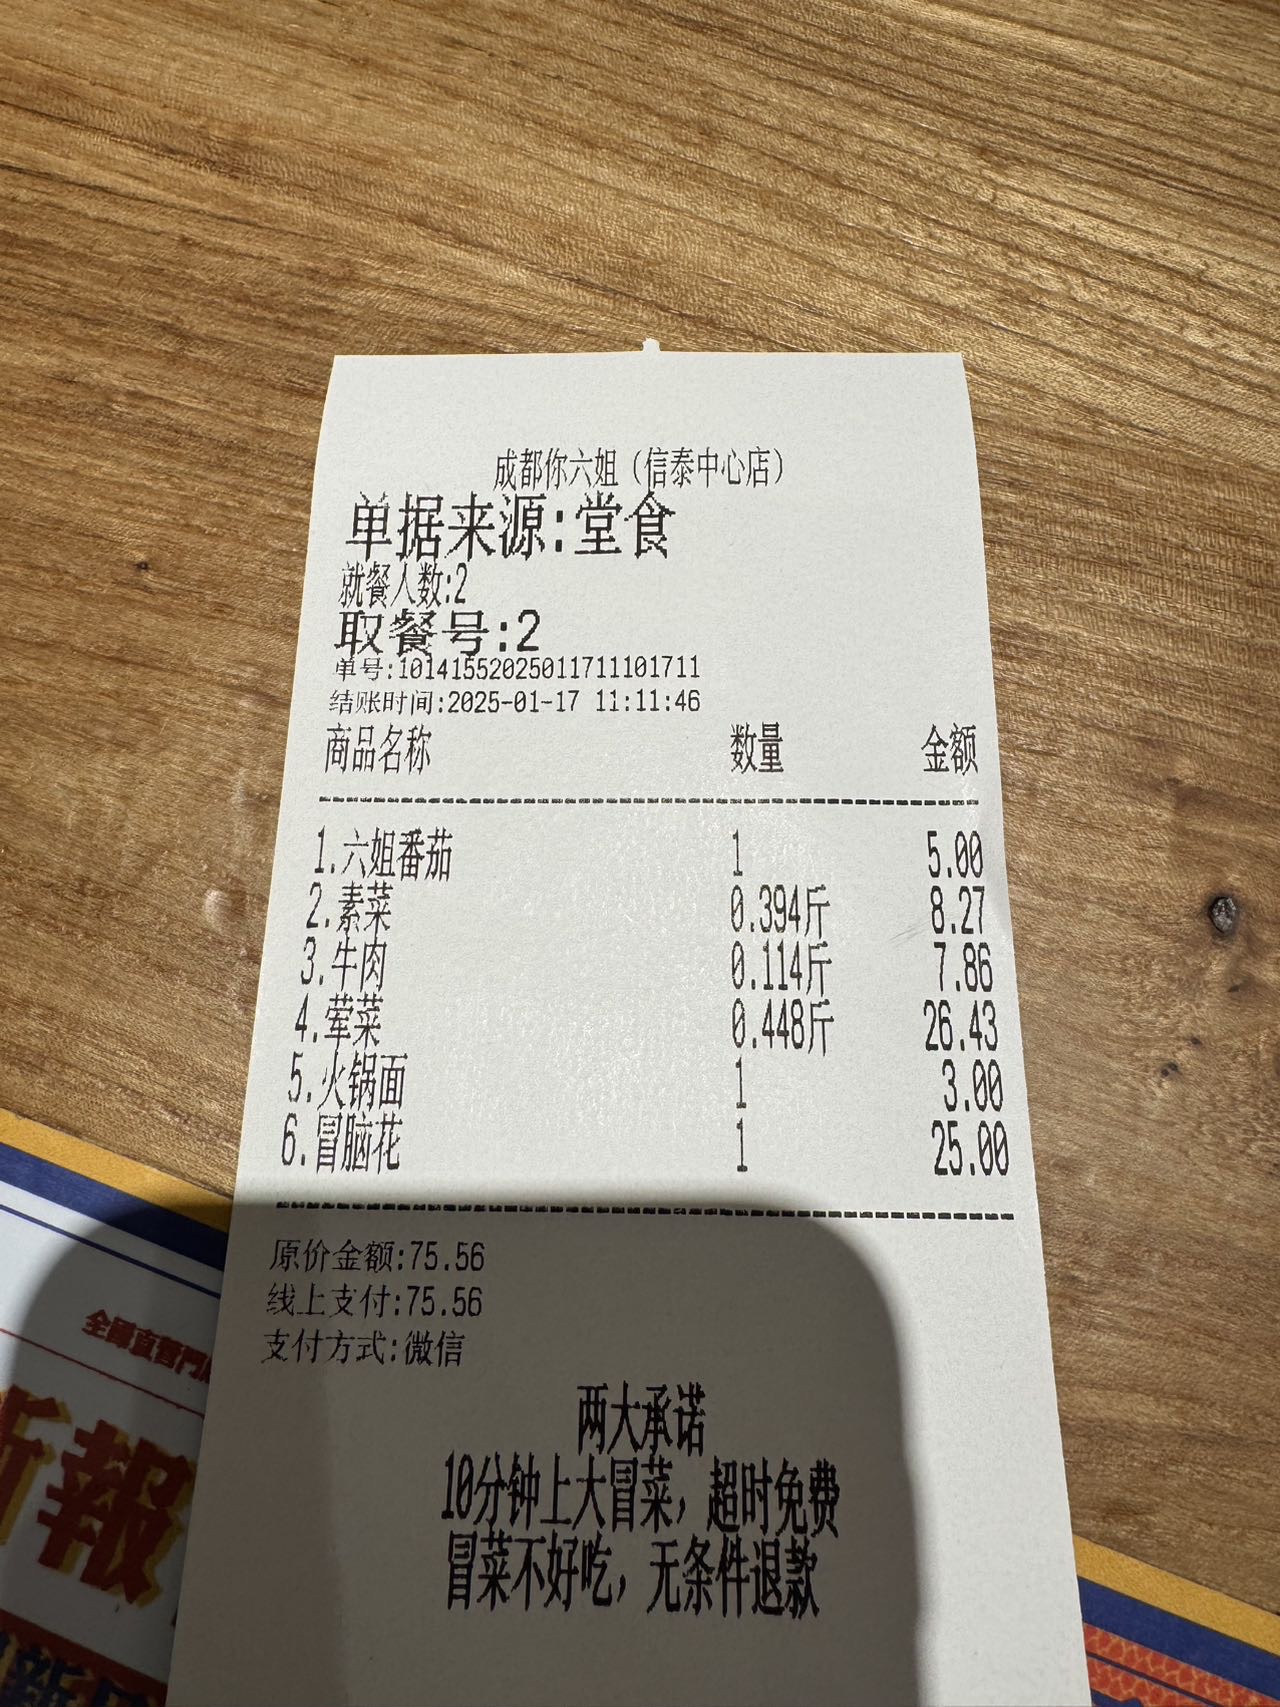 成都你六姐（信泰中心店）
单据来源:堂食
就餐人数:2
取餐号:2
单号:10141552025011711101711
结账时间:2025-01-17 11:11:46
商品名称 数量 金额
1.六姐番茄 1 5.00
2.素菜 0.394斤 8.27
3.牛肉 0.114斤 7.86
4.荤菜 0.448斤 26.43
5.火锅面 1 3.00
6.冒脑花 1 25.00
原价金额:75.56
线上支付:75.56
支付方式:微信
两大承诺
10分钟上大冒菜，超时免费
冒菜不好吃，无条件退款
全部直营門
新報